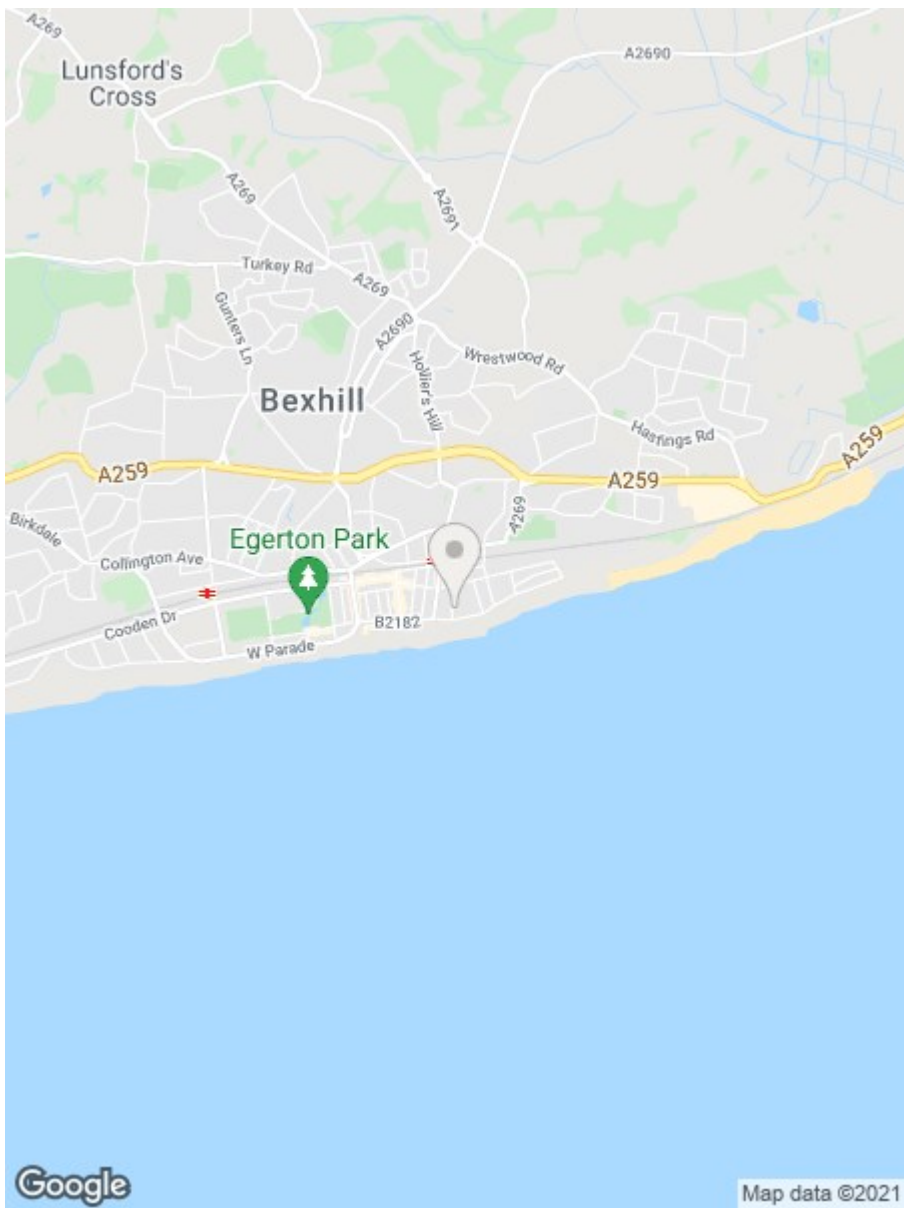 A269
A2690
Lunsford's
Cross
A269
A2691
Turkey Rd
A269
Gunters Ln
A2690
Hollier's Hill
Wrestwood Rd
Bexhill
Hastings Rd
A259
A259
A259
A269
Birkdale
Egerton Park
Collington Ave
Cooden Dr
B2182
W Parade
Google
Map data ©2021